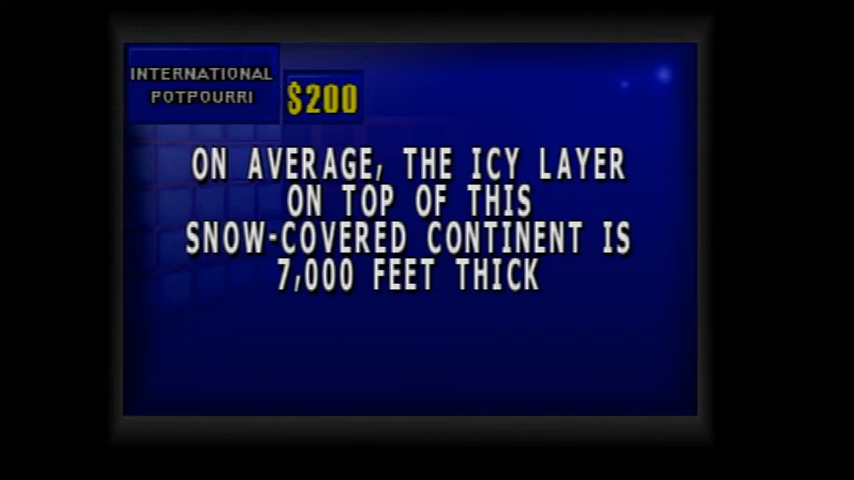 INTERNATIONAL
POTPOURRI
$200
ON AVERAGE, THE ICY LAYER
ON TOP OF THIS
SNOW-COVERED CONTINENT IS
7,000 FEET THICK